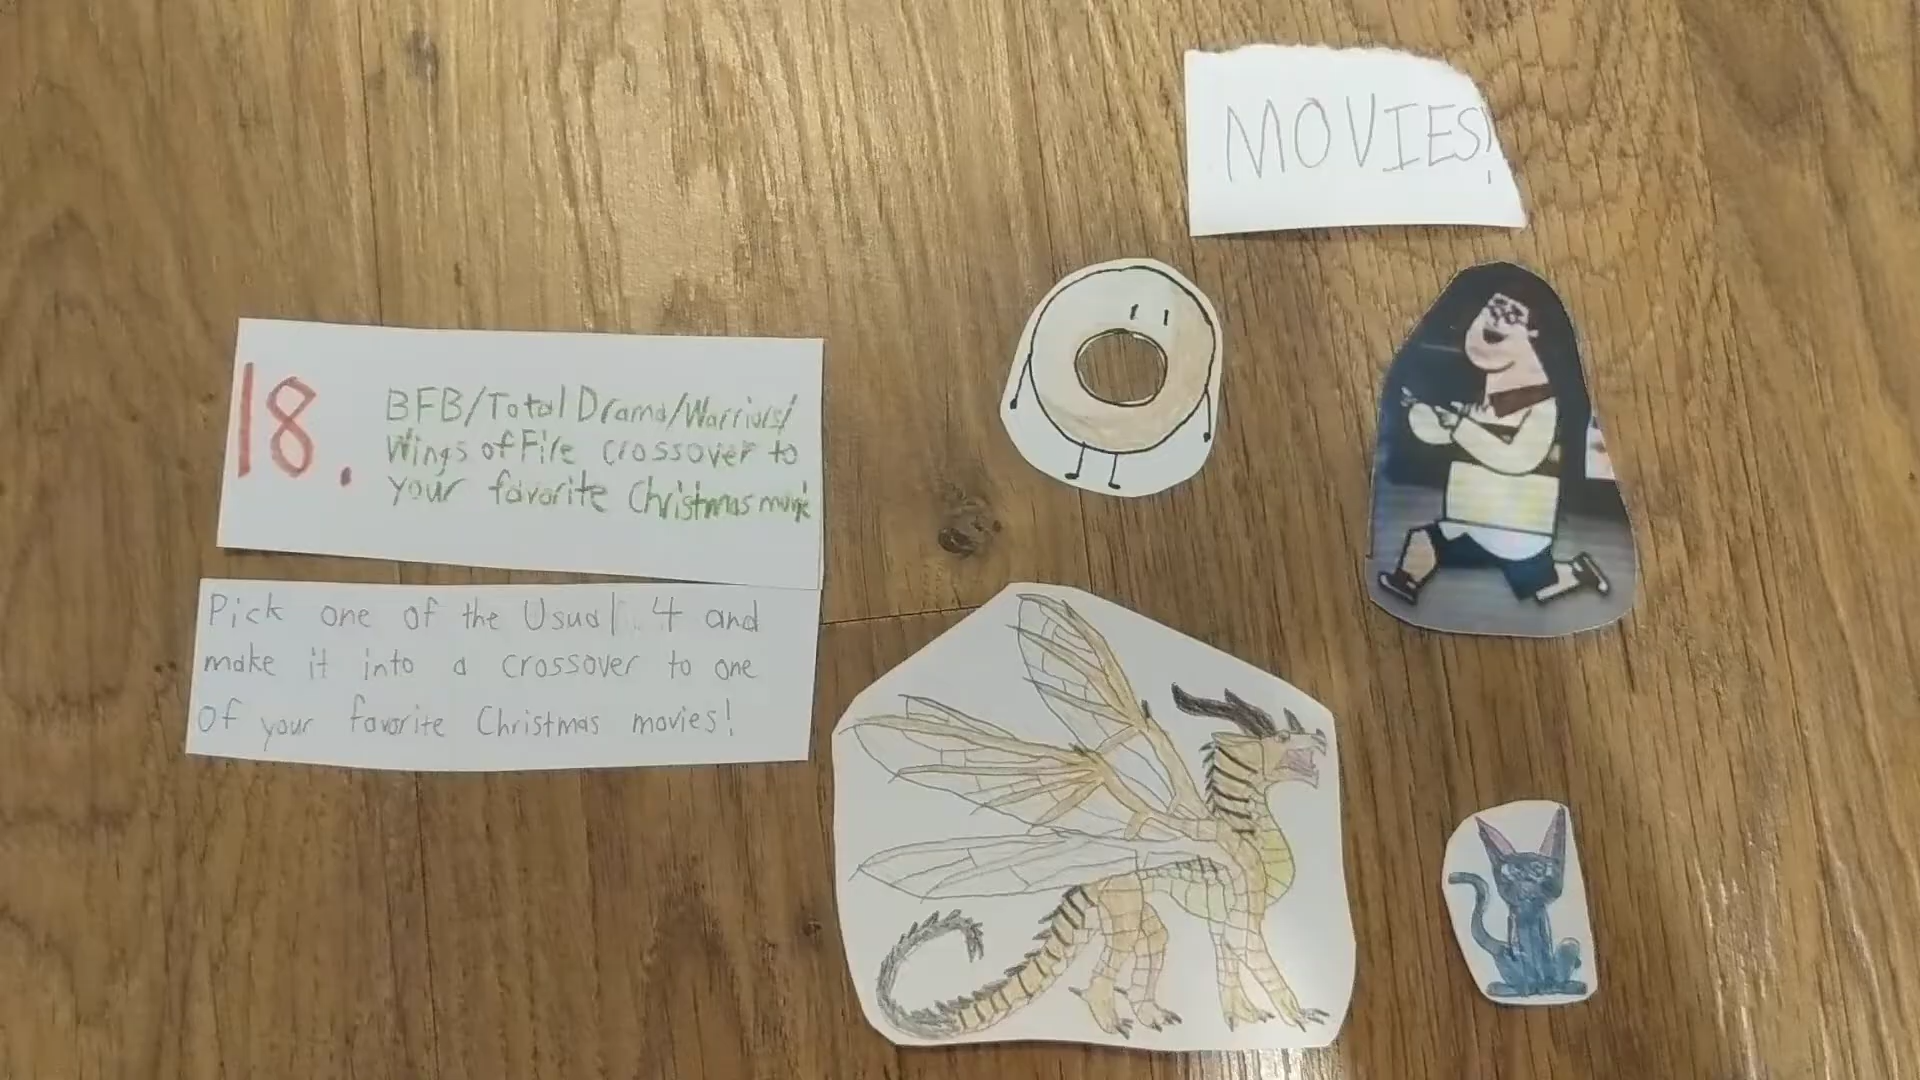 MOVIES!
18.
BFB/Total Drama/Warriors/
Wings of Fire crossover to
your favorite Christmas movie
Pick one of the Usual 4 and
make it into a crossover to one
of your favorite Christmas movies!